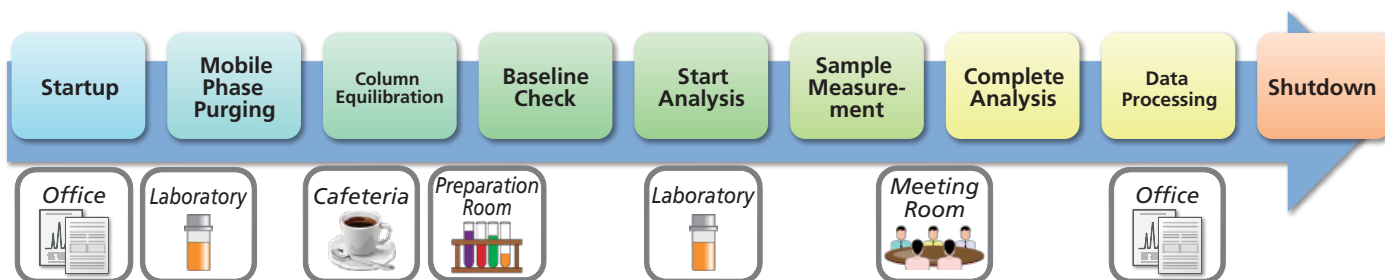 Startup
Mobile
Phase
Purging
Column
Equilibration
Baseline
Check
Start
Analysis
Sample
Measure-
ment
Complete
Analysis
Data
Processing
Shutdown
Office
Laboratory
Cafeteria
Preparation
Room
Laboratory
Meeting
Room
Office